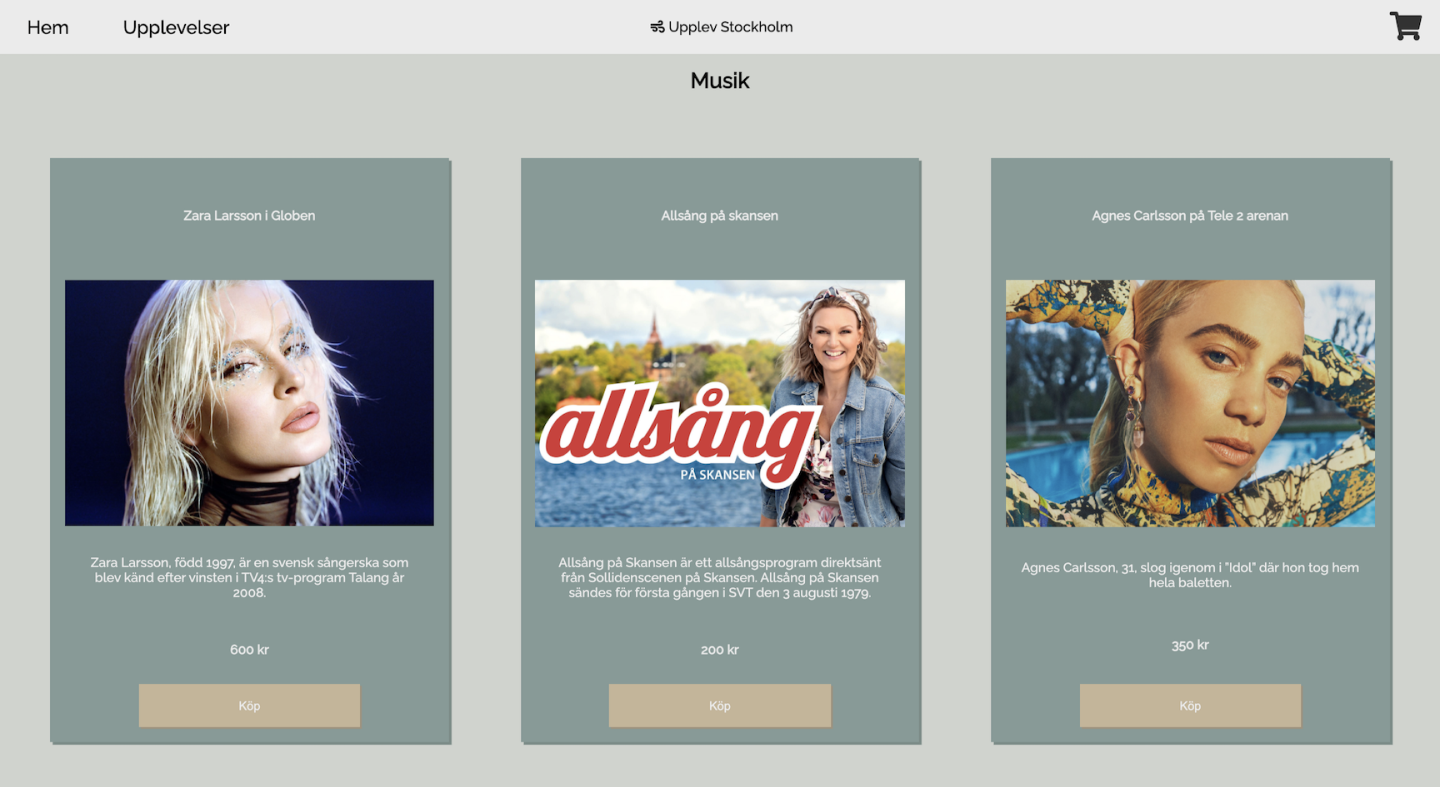 Hem
Upplevelser
Upplev Stockholm
Musik
Zara Larsson i Globen
Zara Larsson, född 1997, är en svensk sångerska som
blev känd efter vinsten i TV4:s tv-program Talang år
2008.
600 kr
Köp
Allsång på skansen
allsång
PÅ SKANSEN
Allsång på Skansen är ett allsångsprogram direktsänt
från Sollidenscenen på Skansen. Allsång på Skansen
sändes för första gången i SVT den 3 augusti 1979.
200 kr
Köp
Agnes Carlsson på Tele 2 arenan
Agnes Carlsson, 31, slog igenom i "Idol" där hon tog hem
hela baletten.
350 kr
Köp